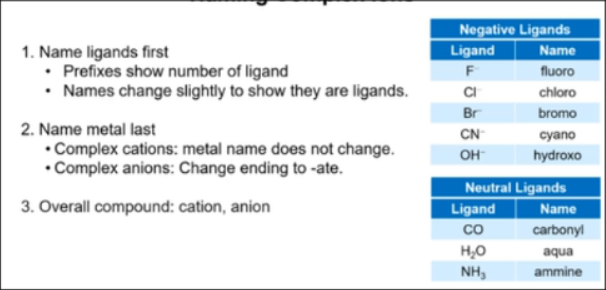 1. Name ligands first
• Prefixes show number of ligand
• Names change slightly to show they are ligands.
2. Name metal last
• Complex cations: metal name does not change.
• Complex anions: Change ending to -ate.
3. Overall compound: cation, anion
Negative Ligands
Ligand Name
F⁻ fluoro
Cl⁻ chloro
Br⁻ bromo
CN⁻ cyano
OH⁻ hydroxo
Neutral Ligands
Ligand Name
CO carbonyl
H₂O aqua
NH₃ ammine